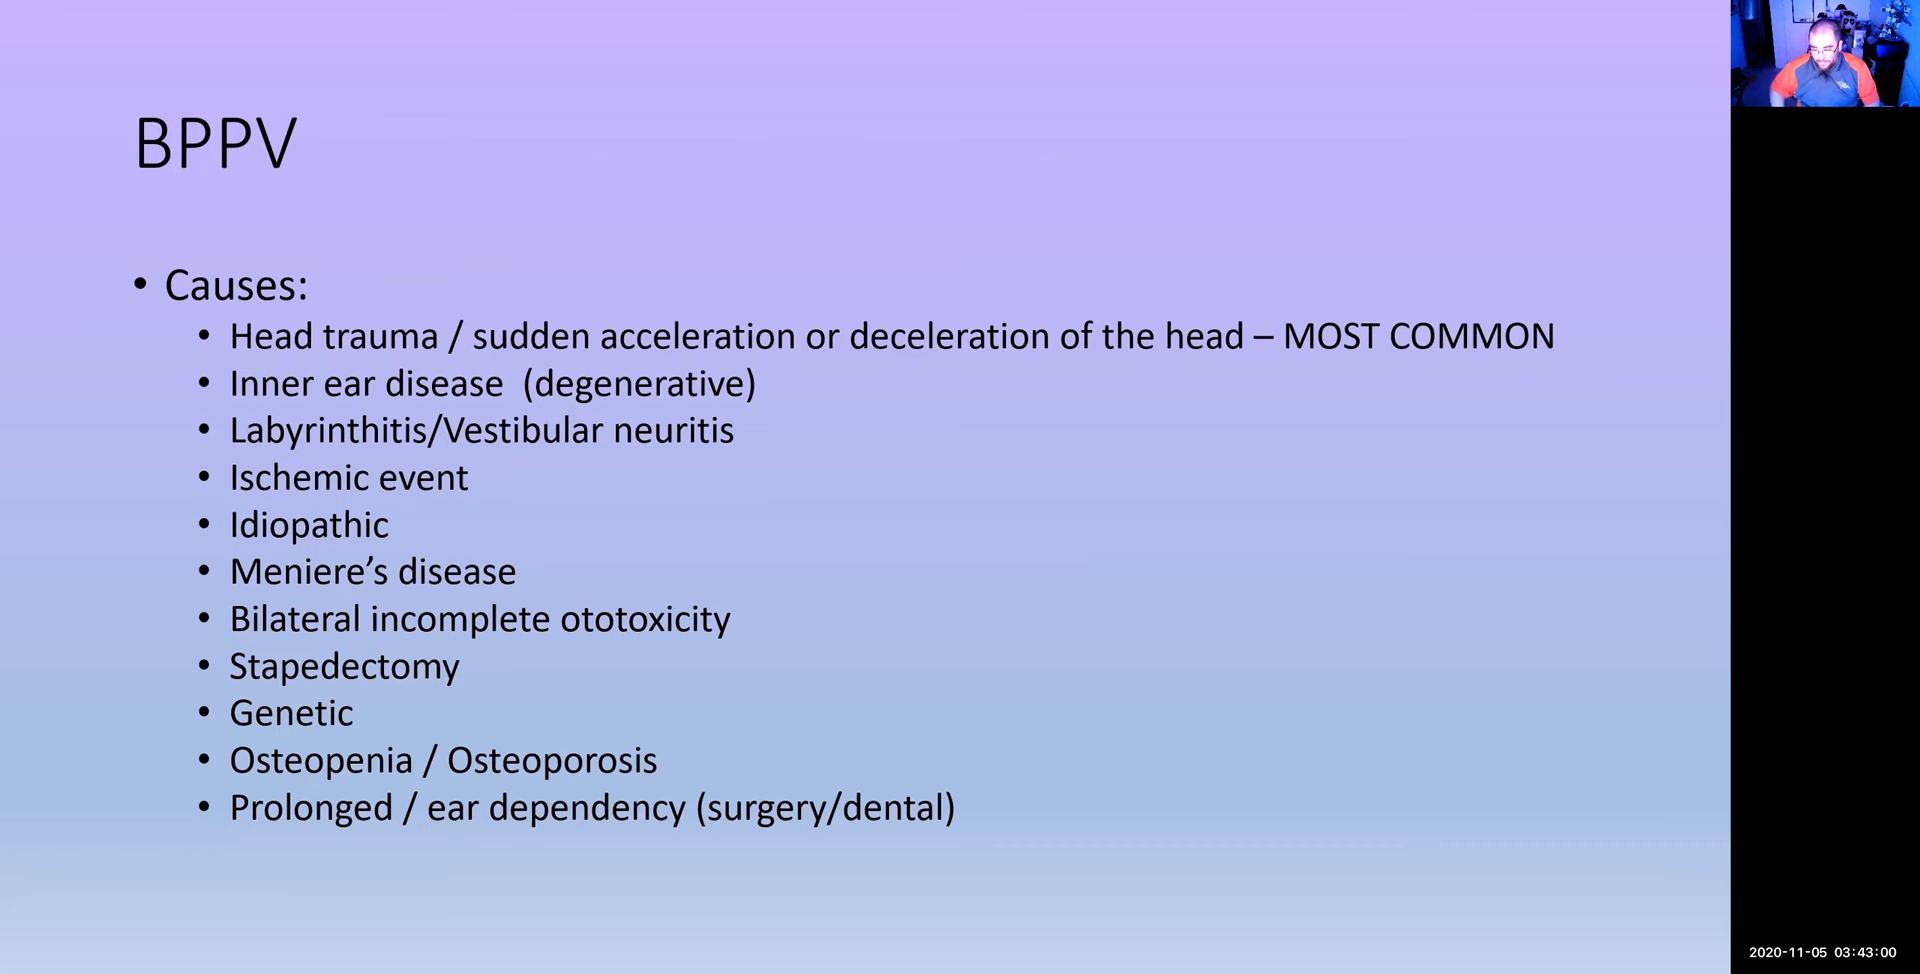 BPPV
• Causes:
• Head trauma / sudden acceleration or deceleration of the head – MOST COMMON
• Inner ear disease  (degenerative)
• Labyrinthitis/Vestibular neuritis
• Ischemic event
• Idiopathic
• Meniere’s disease
• Bilateral incomplete ototoxicity
• Stapedectomy
• Genetic
• Osteopenia / Osteoporosis
• Prolonged / ear dependency (surgery/dental)
2020-11-05 03:43:00